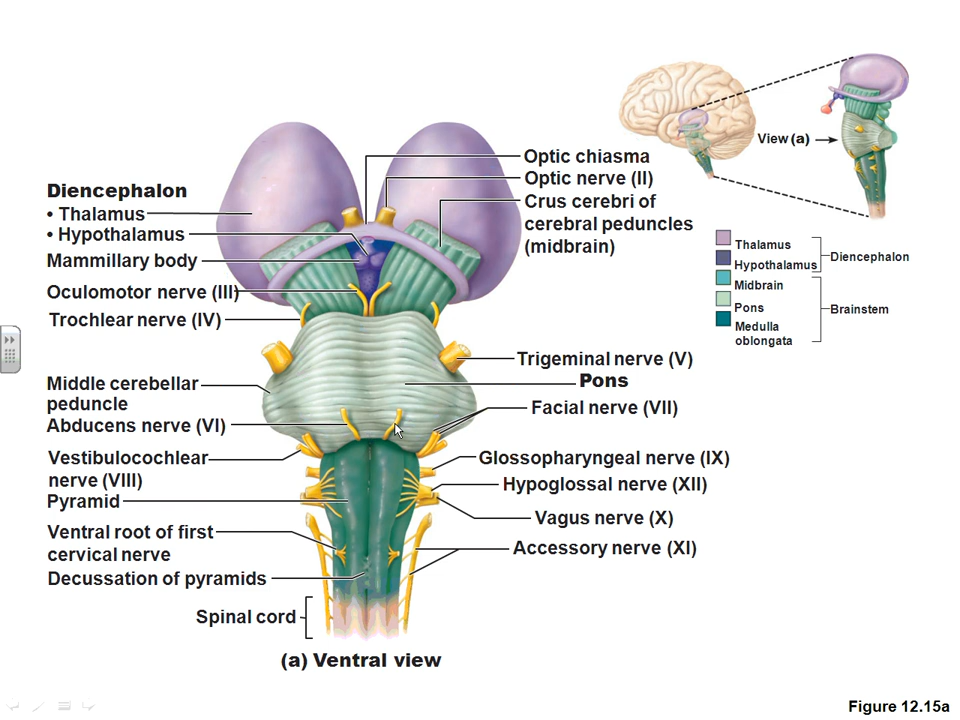 View (a)
Diencephalon
• Thalamus
• Hypothalamus
Mammillary body
Oculomotor nerve (III)
Trochlear nerve (IV)
Middle cerebellar
peduncle
Abducens nerve (VI)
Vestibulocochlear
nerve (VIII)
Pyramid
Ventral root of first
cervical nerve
Decussation of pyramids
Spinal cord
Optic chiasma
Optic nerve (II)
Crus cerebri of
cerebral peduncles
(midbrain)
Trigeminal nerve (V)
Pons
Facial nerve (VII)
Glossopharyngeal nerve (IX)
Hypoglossal nerve (XII)
Vagus nerve (X)
Accessory nerve (XI)
Thalamus
Hypothalamus
Diencephalon
Midbrain
Pons
Medulla
oblongata
Brainstem
(a) Ventral view
Figure 12.15a